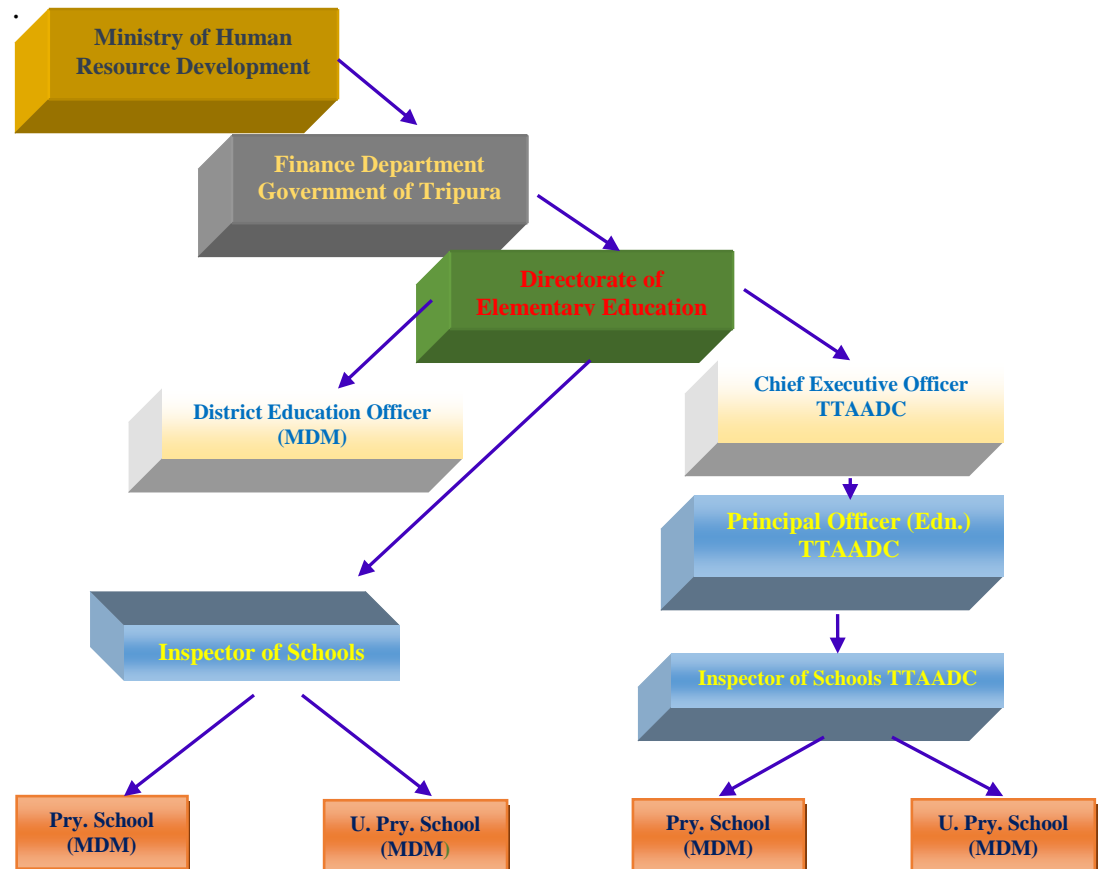 .
Ministry of Human
Resource Development
Finance Department
Government of Tripura
Directorate of
Elementary Education
Chief Executive Officer
TTAADC
District Education Officer
(MDM)
Principal Officer (Edn.)
TTAADC
Inspector of Schools
Inspector of Schools TTAADC
Pry. School
(MDM)
U. Pry. School
(MDM)
Pry. School
(MDM)
U. Pry. School
(MDM)